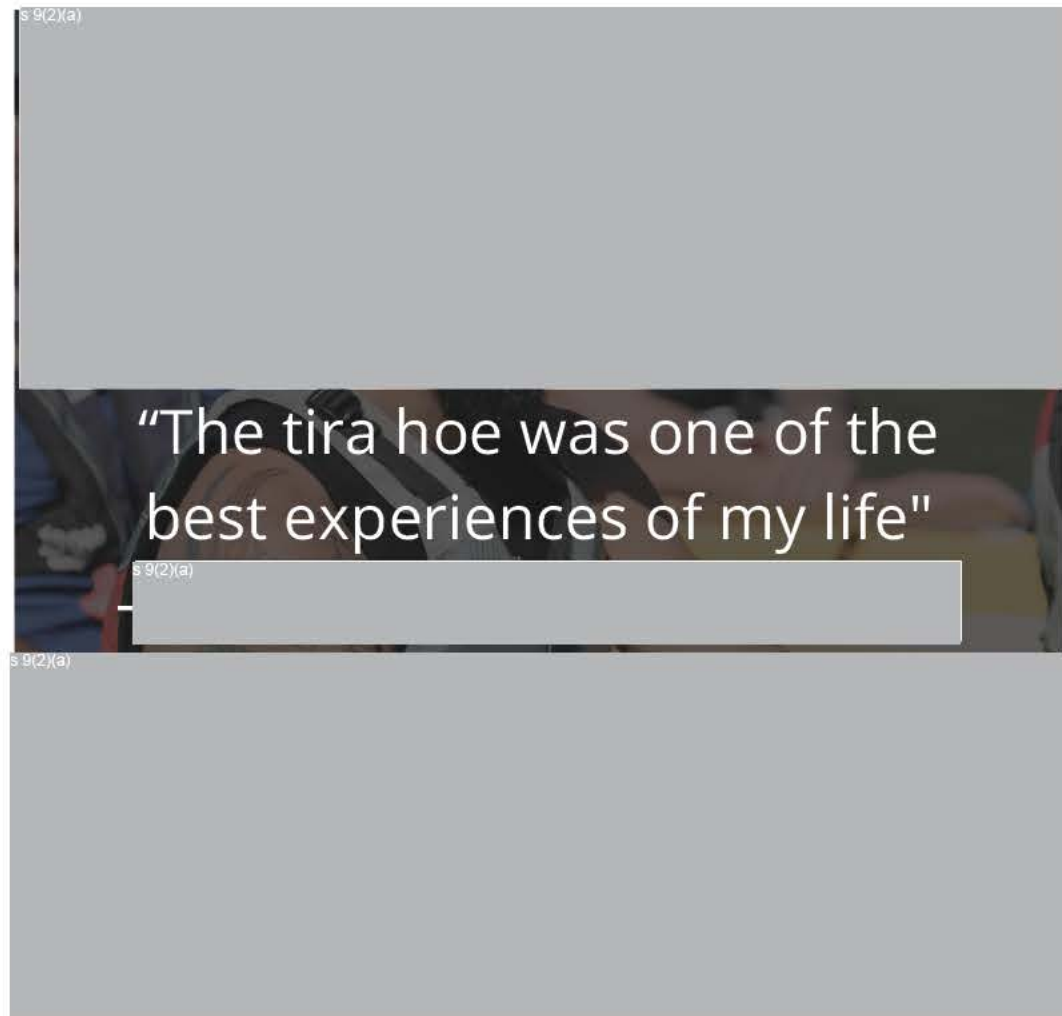 s 9(2)(a)
“The tira hoe was one of the
best experiences of my life"
s 9(2)(a)
s 9(2)(a)